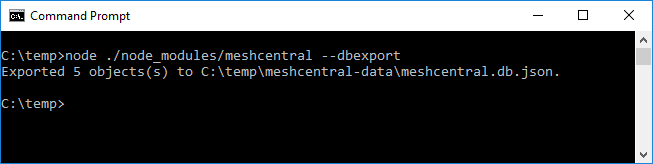 Command Prompt
C:\temp>node ./node_modules/meshcentral --dbexport
Exported 5 objects(s) to C:\temp\meshcentral-data\meshcentral.db.json.
C:\temp>